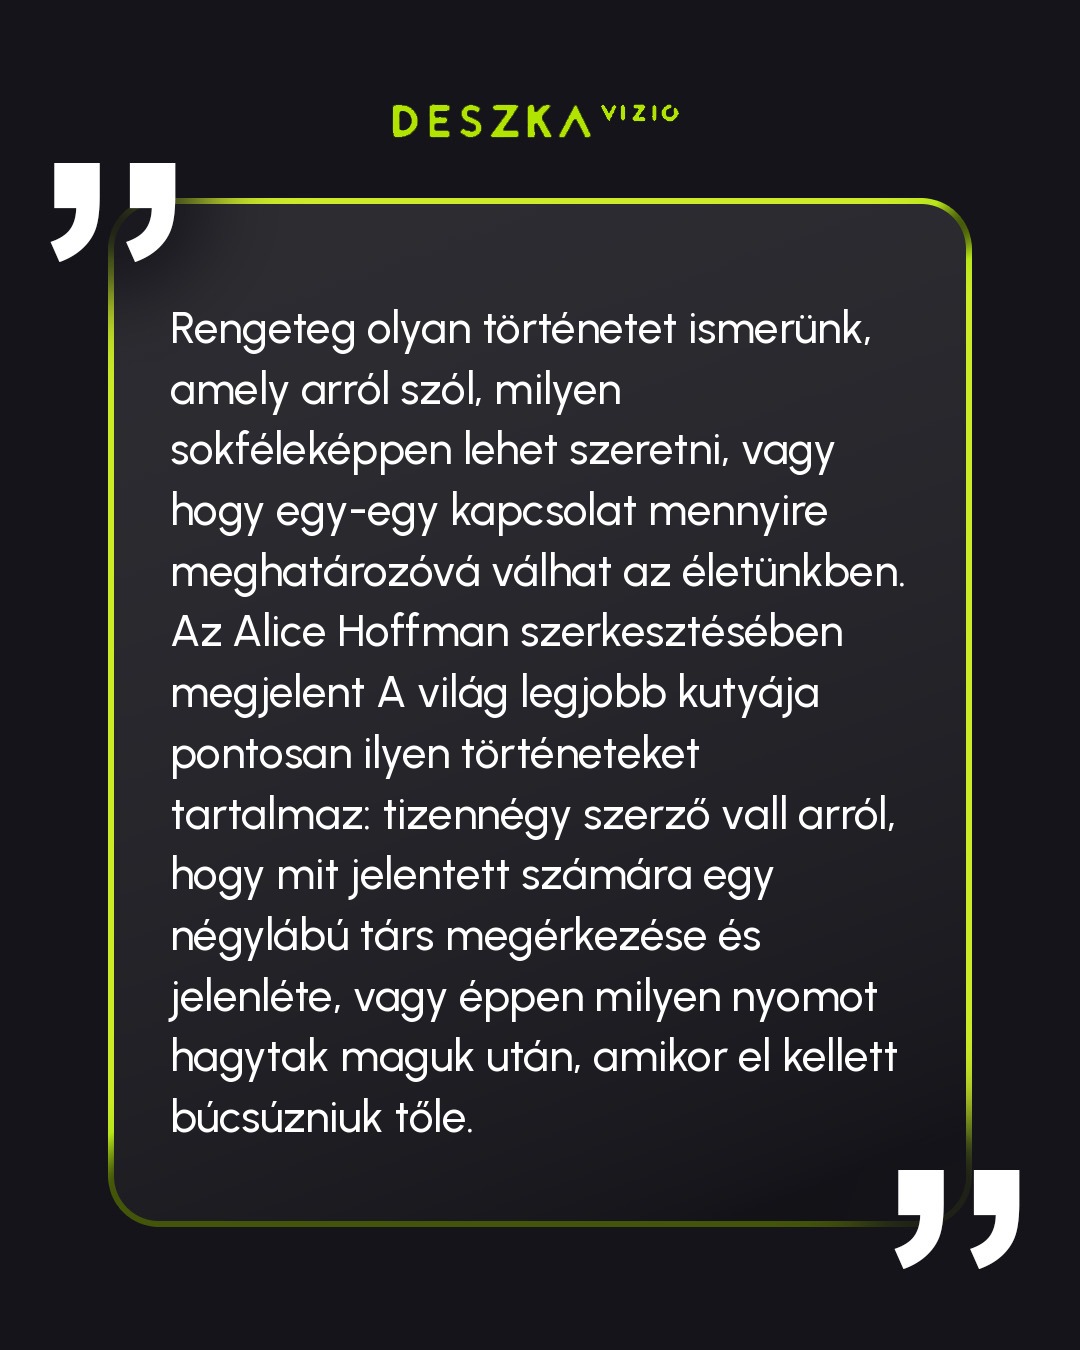 DESZKA VIZIO
”
Rengeteg olyan történetet ismerünk,
amely arról szól, milyen
sokféleképpen lehet szeretni, vagy
hogy egy-egy kapcsolat mennyire
meghatározóvá válhat az életünkben.
Az Alice Hoffman szerkesztésében
megjelent A világ legjobb kutyája
pontosan ilyen történeteket
tartalmaz: tizennégy szerző vall arról,
hogy mit jelentett számára egy
négylábú társ megérkezése és
jelenléte, vagy éppen milyen nyomot
hagytak maguk után, amikor el kellett
búcsúzniuk tőle.
”